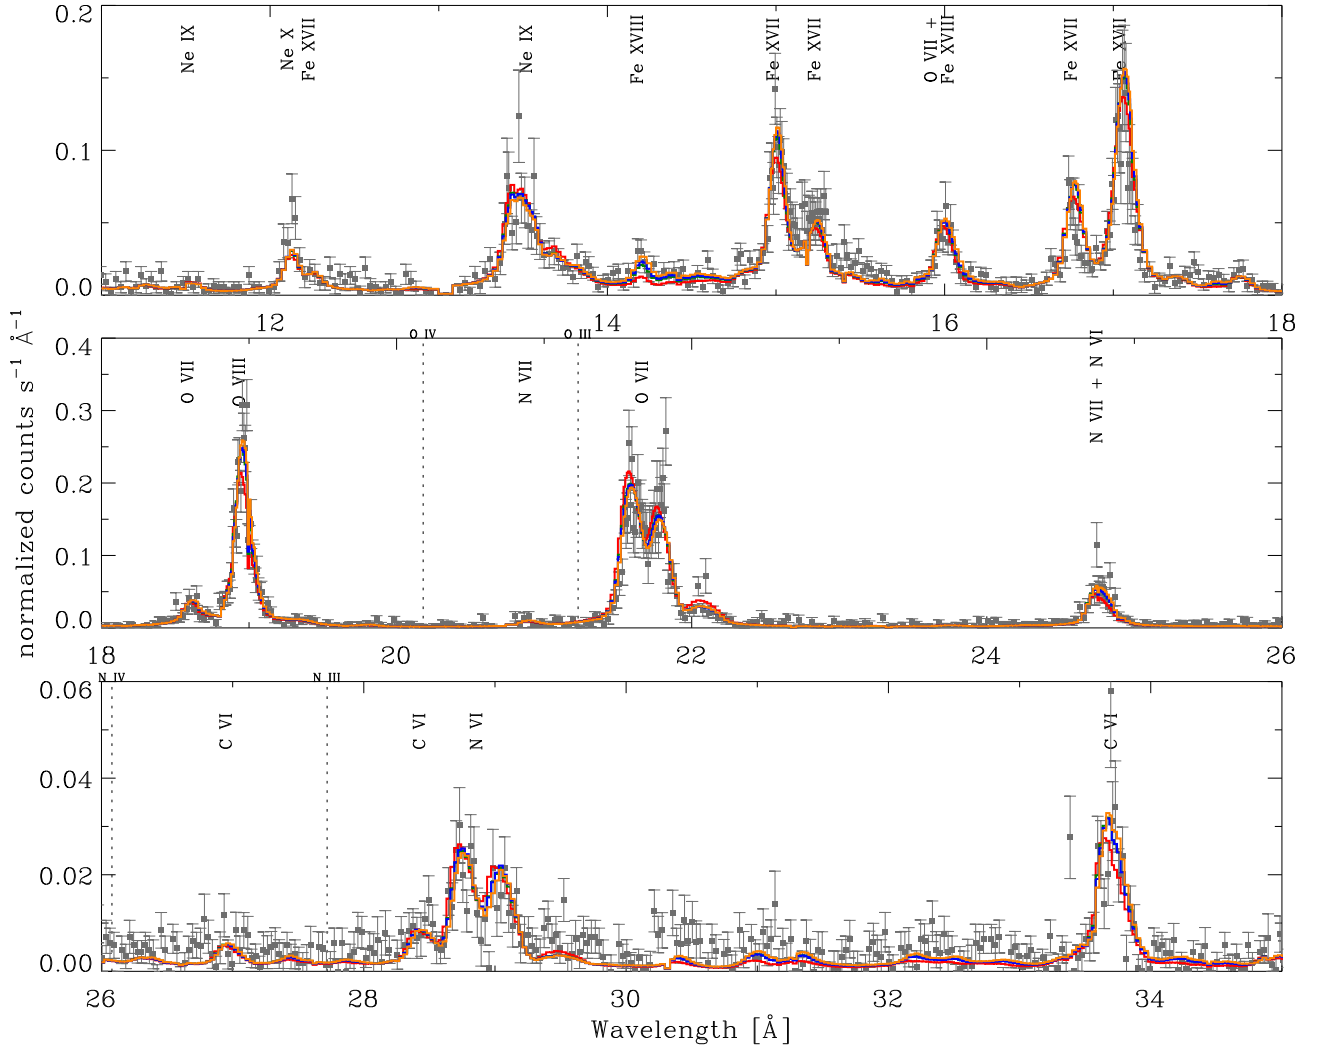 0.2
0.1
0.0
Ne IX
Ne X
Fe XVII
Ne IX
Fe XVIII
Fe XVII
Fe XVII
O VII +
Fe XVIII
Fe XVII
Fe XVII
12
14
16
18
normalized counts s⁻¹ Å⁻¹
0.4
0.3
0.2
0.1
0.0
O IV
O III
O VII
O VIII
N VII
O VII
N VII + N VI
18
20
22
24
26
0.06
0.04
0.02
0.00
N IV
N III
C VI
C VI
N VI
C VI
26
28
30
32
34
Wavelength [Å]